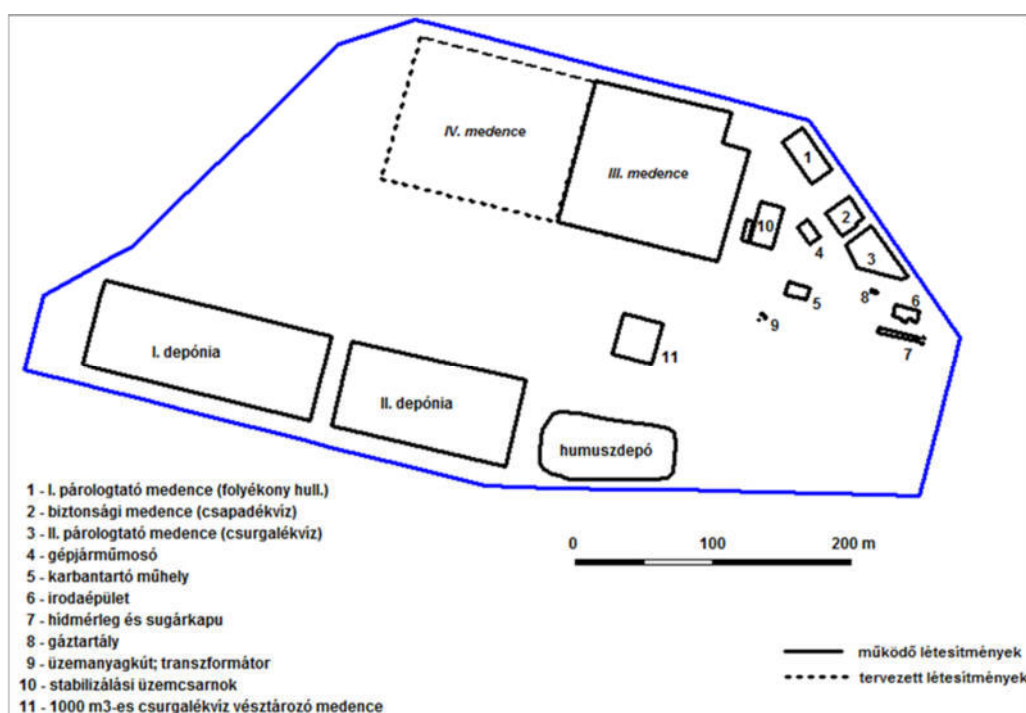 IV. medence
III. medence
1
2
3
10
4
8
6
5
9
7
11
I. depónia
II. depónia
humuszdepó
1 - I. párologtató medence (folyékony hull.)
2 - biztonsági medence (csapadékvíz)
3 - II. párologtató medence (csurgalékvíz)
4 - gépjárműmosó
5 - karbantartó műhely
6 - irodaépület
7 - hídmérleg és sugárkapu
8 - gáztartály
9 - üzemanyagkút; transzformátor
10 - stabilizálási üzemcsarnok
11 - 1000 m3-es csurgalékvíz vésztározó medence
0 100 200 m
működő létesítmények
tervezett létesítmények